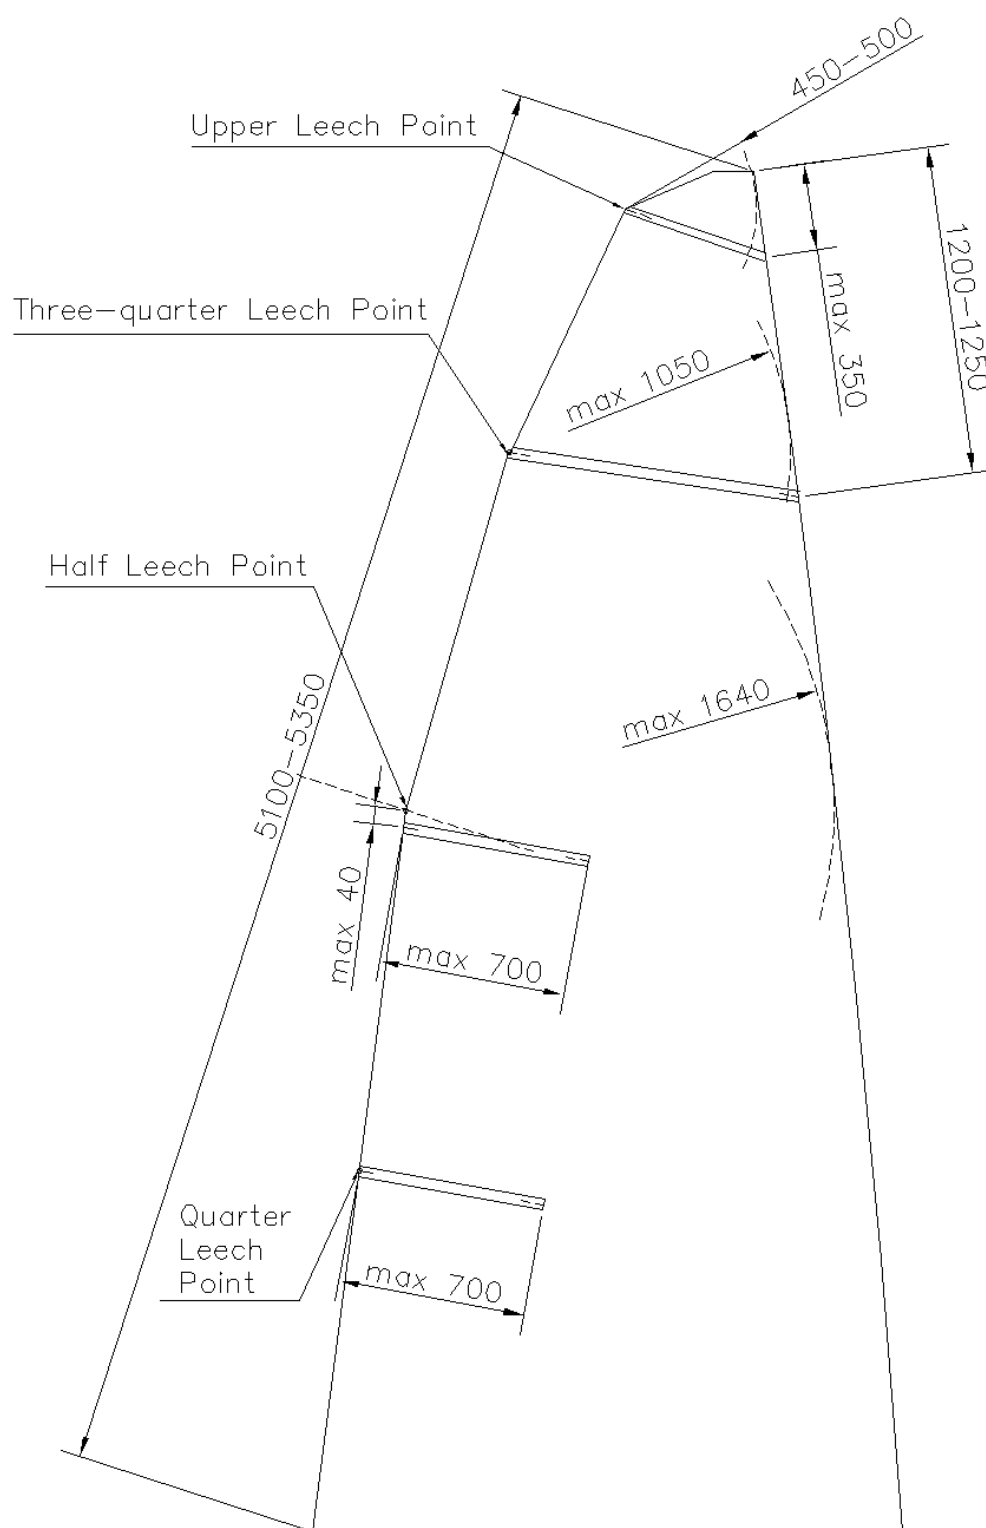 450-500
Upper Leech Point
1200-1250
max 350
Three-quarter Leech Point
max 1050
Half Leech Point
max 1640
5100-5350
max 40
max 700
Quarter
Leech
Point
max 700